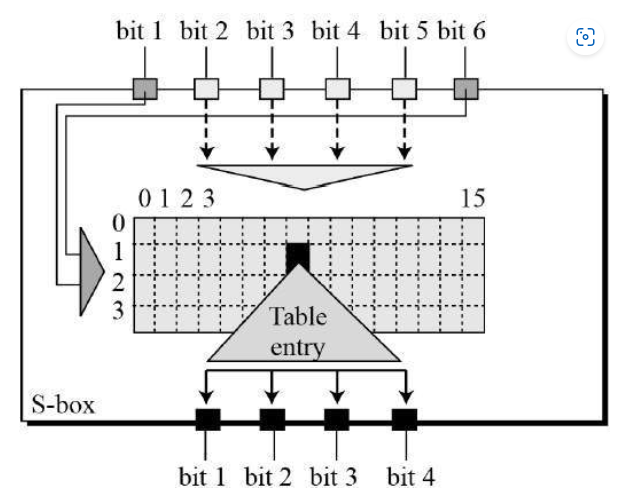 bit 1 bit 2 bit 3 bit 4 bit 5 bit 6
0 1 2 3 15
0
1
2
3
Table
entry
S-box
bit 1 bit 2 bit 3 bit 4